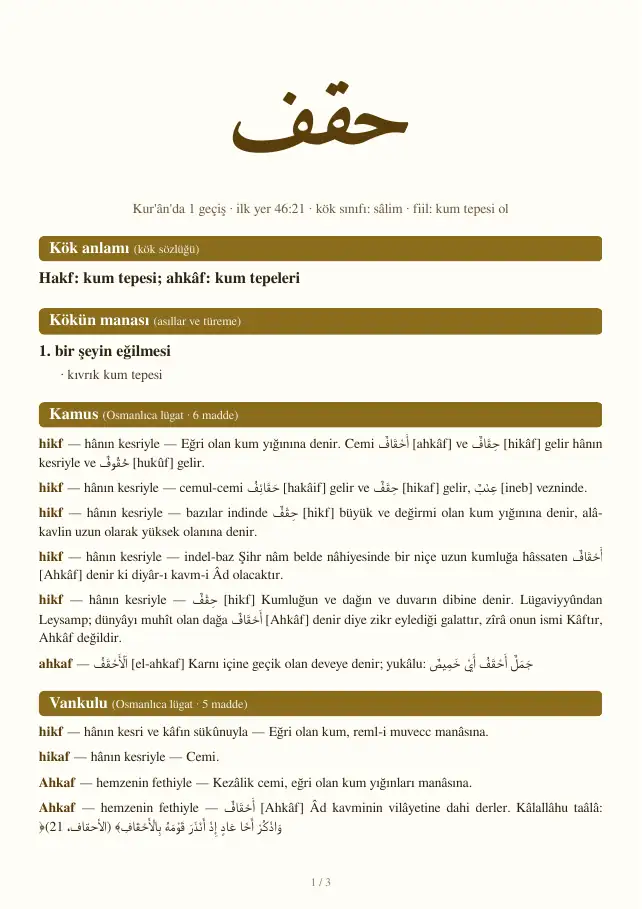 حقف
Kur'ân'da 1 geçiş · ilk yer 46:21 · kök sınıfı: sâlim · fiil: kum tepesi ol
Kök anlamı (kök sözlüğü)
Hakf: kum tepesi; ahkâf: kum tepeleri
Kökün manası (asıllar ve türeme)
1. bir şeyin eğilmesi
· kıvrık kum tepesi
Kamus (Osmanlıca lügat · 6 madde)
hikf — hânın kesriyle — Eğri olan kum yığınına denir. Cemi أَحْقَافٌ [ahkâf] ve حِقَافٌ [hikâf] gelir hânın
kesriyle ve حُقُوفٌ [hukûf] gelir.
hikf — hânın kesriyle — cemul-cemi حَقَائِفُ [hakâif] gelir ve حِقَفٌ [hikaf] gelir, عِنَبٌ [ineb] vezninde.
hikf — hânın kesriyle — bazılar indinde حِقْفٌ [hikf] büyük ve değirmi olan kum yığınına denir, alâ-
kavlin uzun olarak yüksek olanına denir.
hikf — hânın kesriyle — indel-baz Şihr nâm belde nâhiyesinde bir niçe uzun kumluğa hâssaten أَحْقَافٌ
[Ahkâf] denir ki diyâr-ı kavm-i Âd olacaktır.
hikf — hânın kesriyle — حِقْفٌ [hikf] Kumluğun ve dağın ve duvarın dibine denir. Lügaviyyûndan
Leysamp; dünyâyı muhît olan dağa أَحْقَافٌ [Ahkâf] denir diye zikr eylediği galattır, zîrâ onun ismi Kâftır,
Ahkâf değildir.
ahkaf — اَلْأَحْقَفُ [el-ahkaf] Karnı içine geçik olan deveye denir; yukâlu: جَمَلٌ أَحْقَفُ أَيْ خَمِيصٌ
Vankulu (Osmanlıca lügat · 5 madde)
hikf — hânın kesri ve kâfın sükûnuyla — Eğri olan kum, reml-i muvecc manâsına.
hikaf — hânın kesriyle — Cemi.
Ahkaf — hemzenin fethiyle — Kezâlik cemi, eğri olan kum yığınları manâsına.
Ahkaf — hemzenin fethiyle — أَحْقَافٌ [Ahkâf] Âd kavminin vilâyetine dahi derler. Kâlallâhu taâlâ:
﴿وَاذْكُرْ أَخَا عَادٍ إِذْ أَنْذَرَ قَوْمَهُ بِالْأَحْقَافِ﴾ (الأحقاف، 21)
1 / 3